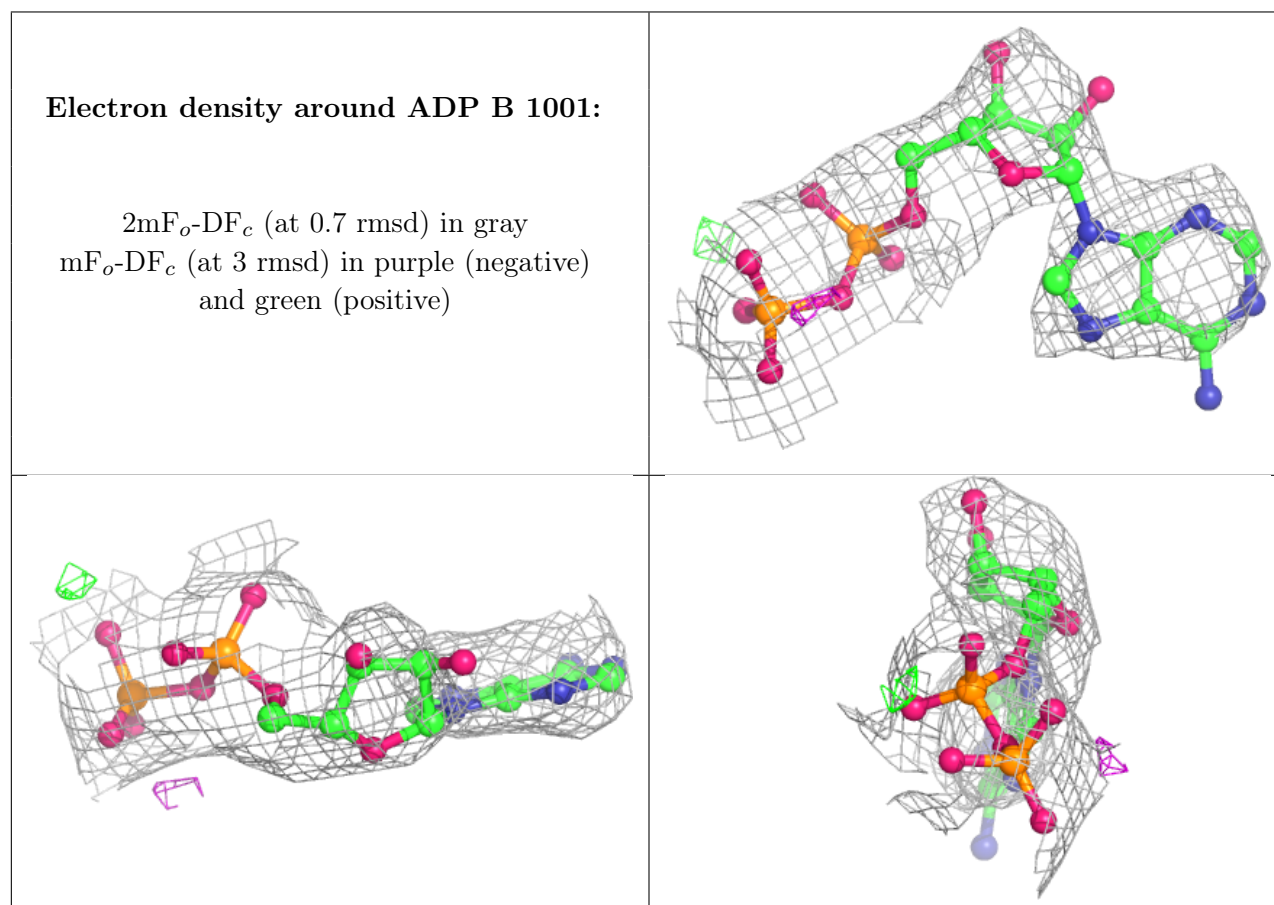 Electron density around ADP B 1001:
2mFo-DFc (at 0.7 rmsd) in gray
mFo-DFc (at 3 rmsd) in purple (negative)
and green (positive)